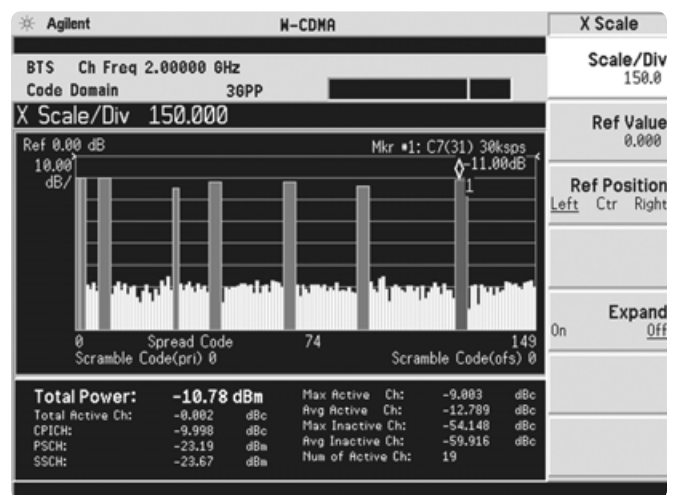 Agilent W-CDMA X Scale
BTS Ch Freq 2.00000 GHz
Code Domain 3GPP
X Scale/Div 150.000
Ref 0.00 dB Mkr 1: C7(31) 30ksps
10.00 -11.00dB
dB/
1
0 Spread Code 74 149
Scramble Code(pri) 0 Scramble Code(ofs) 0
Total Power: -10.78 dBm
Total Active Ch: -0.002 dBc
CPICH: -9.998 dBc
PSCH: -23.19 dBm
SSCH: -23.67 dBm
Max Active Ch: -9.003 dBc
Avg Active Ch: -12.789 dBc
Max Inactive Ch: -54.148 dBc
Avg Inactive Ch: -59.916 dBc
Num of Active Ch: 19
Scale/Div
150.0
Ref Value
0.000
Ref Position
Left Ctr Right
Expand
On Off